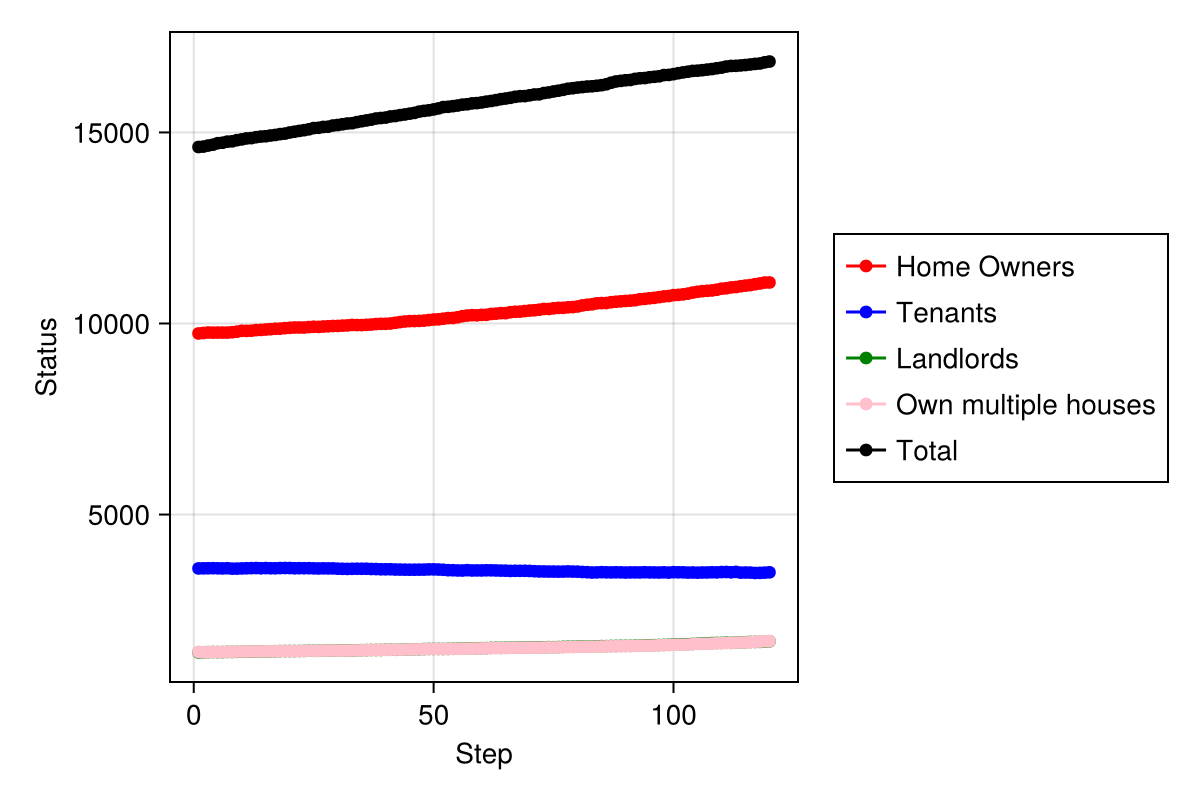 15000
10000
5000
Status
0
50
100
Step
Home Owners
Tenants
Landlords
Own multiple houses
Total